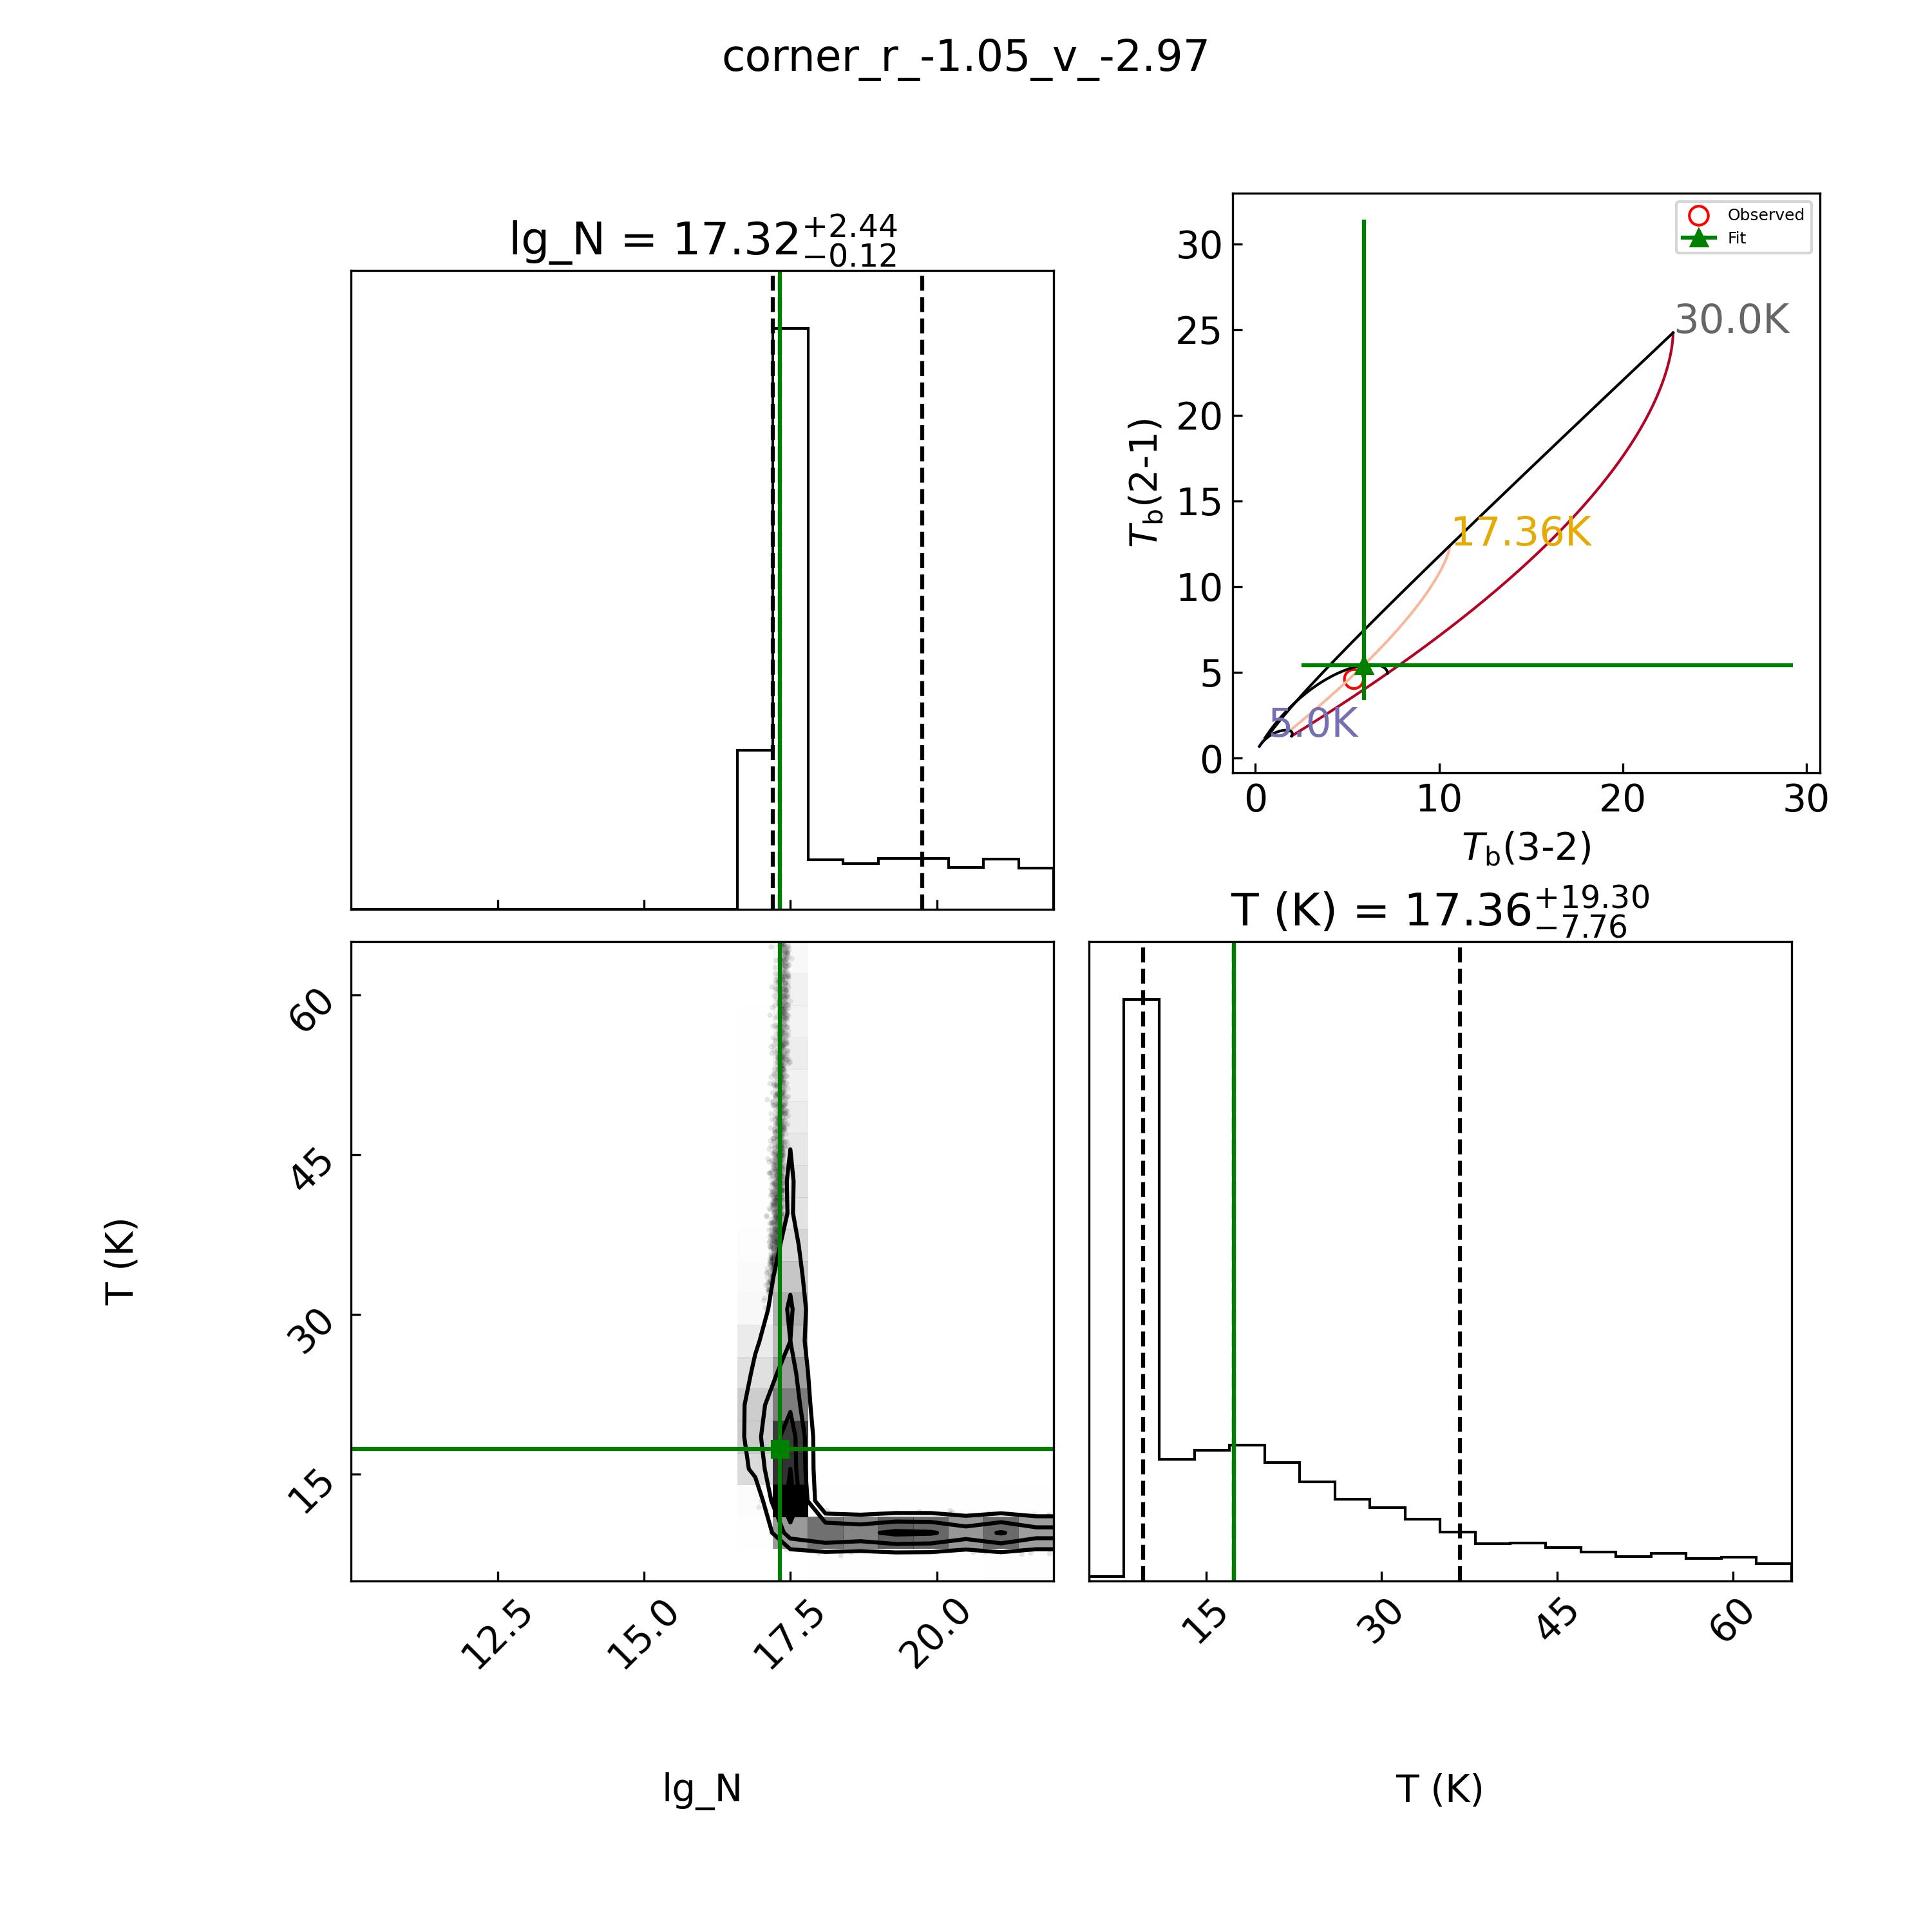 corner_r_-1.05_v_-2.97
lg_N = 17.32+2.44−0.12
30
25
20
15
10
5
0
Tb(2-1)
Observed
Fit
30.0K
17.36K
5.0K
0 10 20 30
Tb(3-2)
T (K) = 17.36+19.30−7.76
60
45
30
15
T (K)
12.5 15.0 17.5 20.0
lg_N
15 30 45 60
T (K)